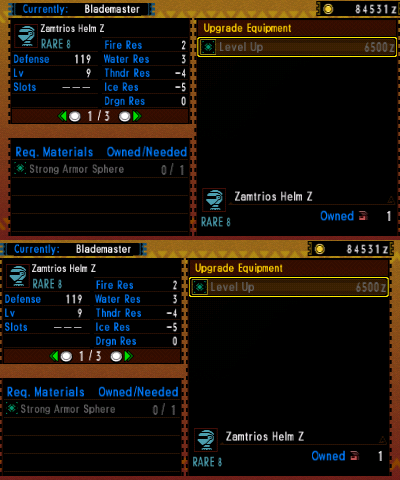 Currently: Blademaster
84531z
Zamtrios Helm Z
RARE 8
Fire Res 2
Defense 119 Water Res 3
Lv 9 Thndr Res -4
Slots --- Ice Res -5
Drgn Res 0
1/3
Upgrade Equipment
Level Up 6500z
Req. Materials Owned/Needed
Strong Armor Sphere 0/1
Zamtrios Helm Z
RARE 8
Owned 1
Currently: Blademaster
84531z
Zamtrios Helm Z
RARE 8
Fire Res 2
Defense 119 Water Res 3
Lv 9 Thndr Res -4
Slots --- Ice Res -5
Drgn Res 0
1/3
Upgrade Equipment
Level Up 6500z
Req. Materials Owned/Needed
Strong Armor Sphere 0/1
Zamtrios Helm Z
RARE 8
Owned 1